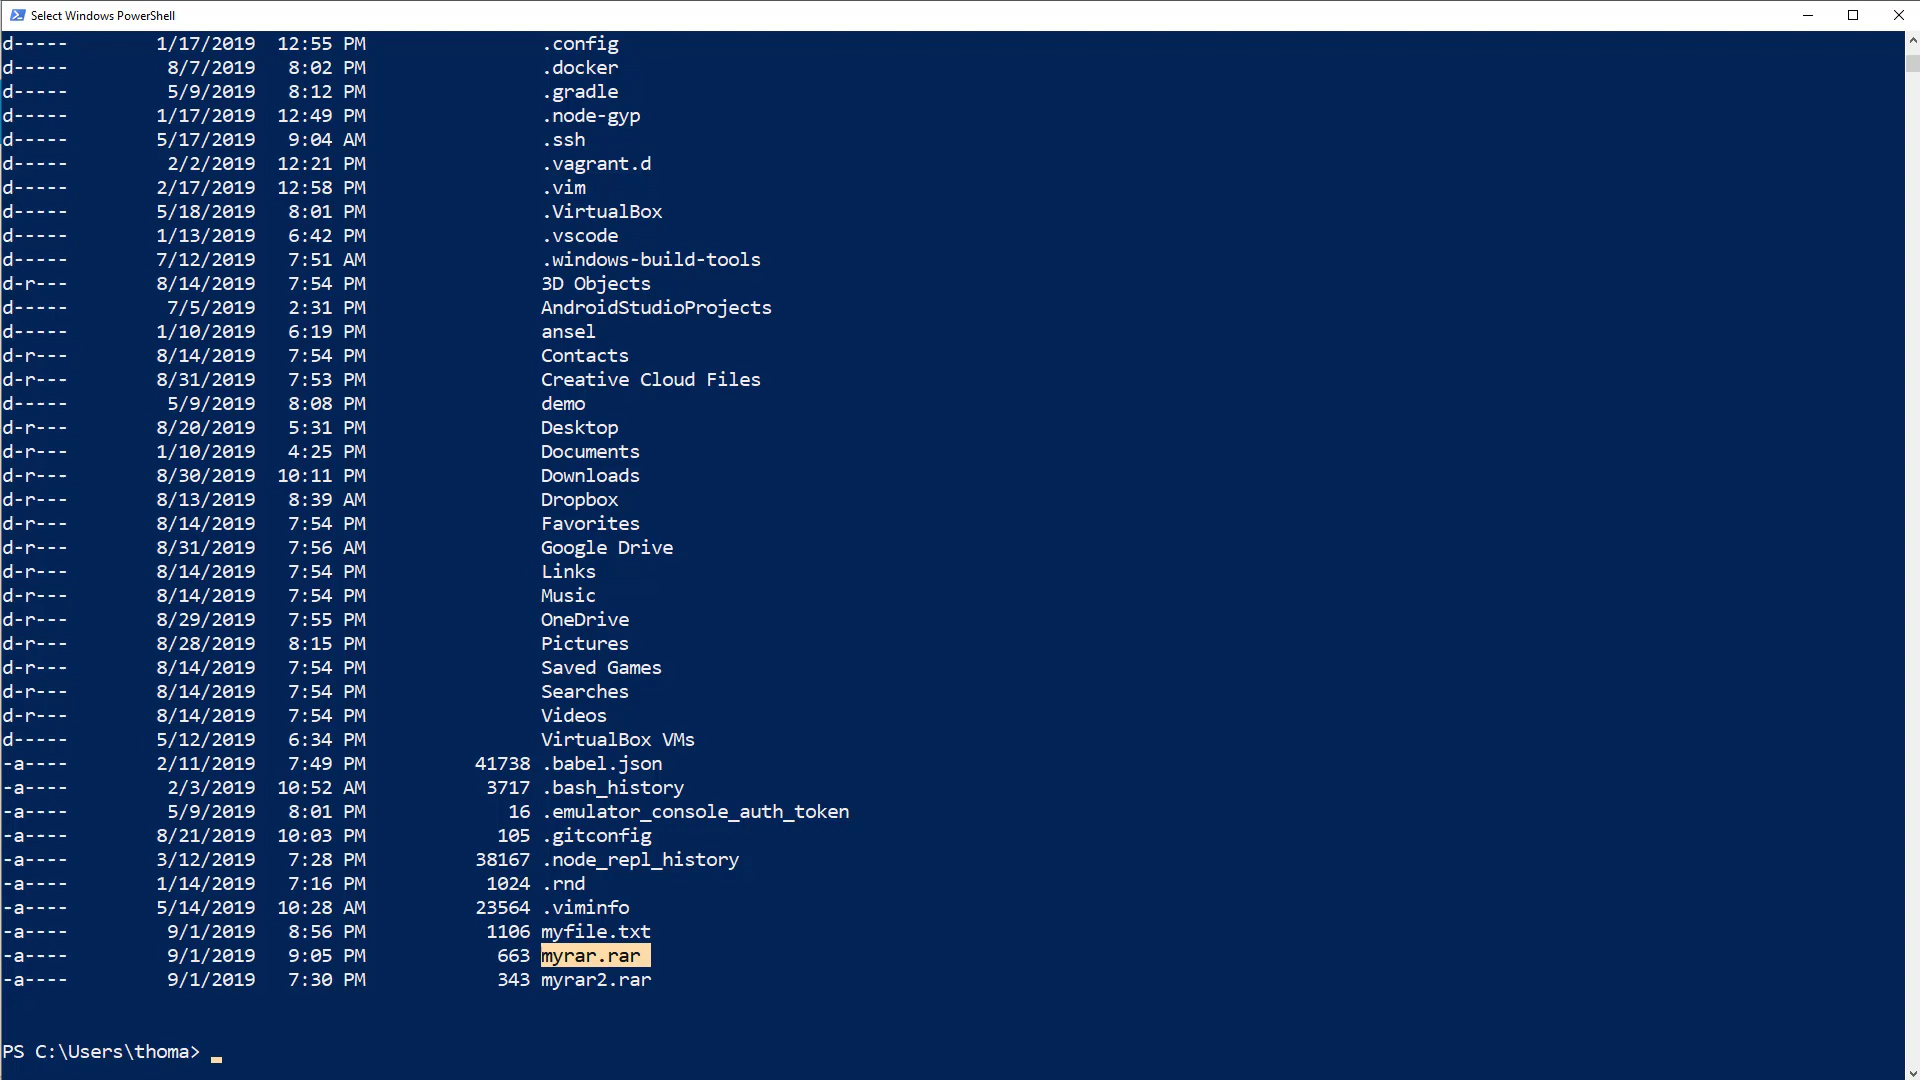 Select Windows PowerShell
d----- 1/17/2019 12:55 PM .config
d----- 8/7/2019 8:02 PM .docker
d----- 5/9/2019 8:12 PM .gradle
d----- 1/17/2019 12:49 PM .node-gyp
d----- 5/17/2019 9:04 AM .ssh
d----- 2/2/2019 12:21 PM .vagrant.d
d----- 2/17/2019 12:58 PM .vim
d----- 5/18/2019 8:01 PM .VirtualBox
d----- 1/13/2019 6:42 PM .vscode
d----- 7/12/2019 7:51 AM .windows-build-tools
d-r--- 8/14/2019 7:54 PM 3D Objects
d----- 7/5/2019 2:31 PM AndroidStudioProjects
d----- 1/10/2019 6:19 PM ansel
d-r--- 8/14/2019 7:54 PM Contacts
d-r--- 8/31/2019 7:53 PM Creative Cloud Files
d----- 5/9/2019 8:08 PM demo
d-r--- 8/20/2019 5:31 PM Desktop
d-r--- 1/10/2019 4:25 PM Documents
d-r--- 8/30/2019 10:11 PM Downloads
d-r--- 8/13/2019 8:39 AM Dropbox
d-r--- 8/14/2019 7:54 PM Favorites
d-r--- 8/31/2019 7:56 AM Google Drive
d-r--- 8/14/2019 7:54 PM Links
d-r--- 8/14/2019 7:54 PM Music
d-r--- 8/29/2019 7:55 PM OneDrive
d-r--- 8/28/2019 8:15 PM Pictures
d-r--- 8/14/2019 7:54 PM Saved Games
d-r--- 8/14/2019 7:54 PM Searches
d-r--- 8/14/2019 7:54 PM Videos
d----- 5/12/2019 6:34 PM VirtualBox VMs
-a---- 2/11/2019 7:49 PM 41738 .babel.json
-a---- 2/3/2019 10:52 AM 3717 .bash_history
-a---- 5/9/2019 8:01 PM 16 .emulator_console_auth_token
-a---- 8/21/2019 10:03 PM 105 .gitconfig
-a---- 3/12/2019 7:28 PM 38167 .node_repl_history
-a---- 1/14/2019 7:16 PM 1024 .rnd
-a---- 5/14/2019 10:28 AM 23564 .viminfo
-a---- 9/1/2019 8:56 PM 1106 myfile.txt
-a---- 9/1/2019 9:05 PM 663 myrar.rar
-a---- 9/1/2019 7:30 PM 343 myrar2.rar
PS C:\Users\thoma>